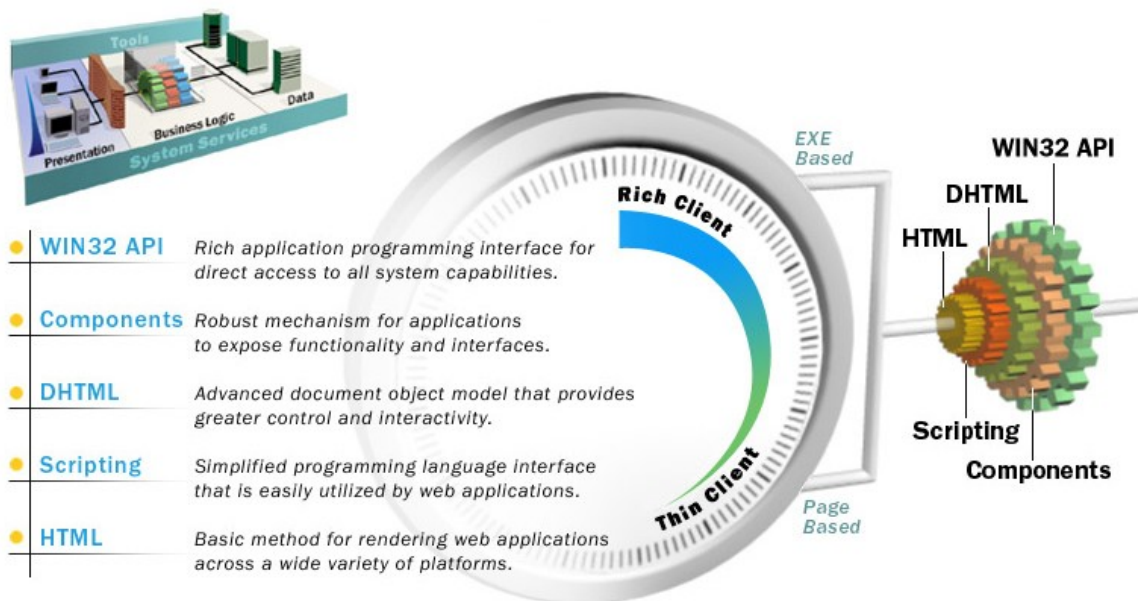 Tools
Presentation
Business Logic
Data
System Services
WIN32 API
Rich application programming interface for
direct access to all system capabilities.
Components
Robust mechanism for applications
to expose functionality and interfaces.
DHTML
Advanced document object model that provides
greater control and interactivity.
Scripting
Simplified programming language interface
that is easily utilized by web applications.
HTML
Basic method for rendering web applications
across a wide variety of platforms.
Rich Client
Thin Client
EXE
Based
Page
Based
WIN32 API
DHTML
HTML
Scripting
Components